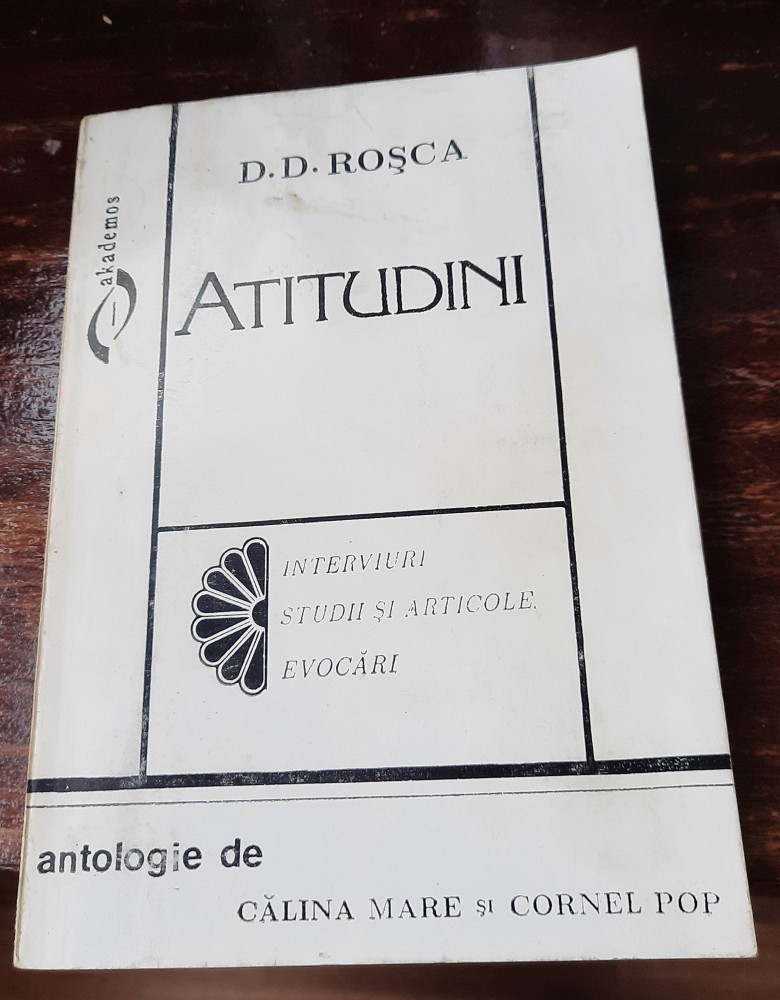 D.D. ROŞCA
akademos
ATITUDINI
INTERVIURI
STUDII ŞI ARTICOLE.
EVOCĂRI
antologie de
CĂLINA MARE ŞI CORNEL POP